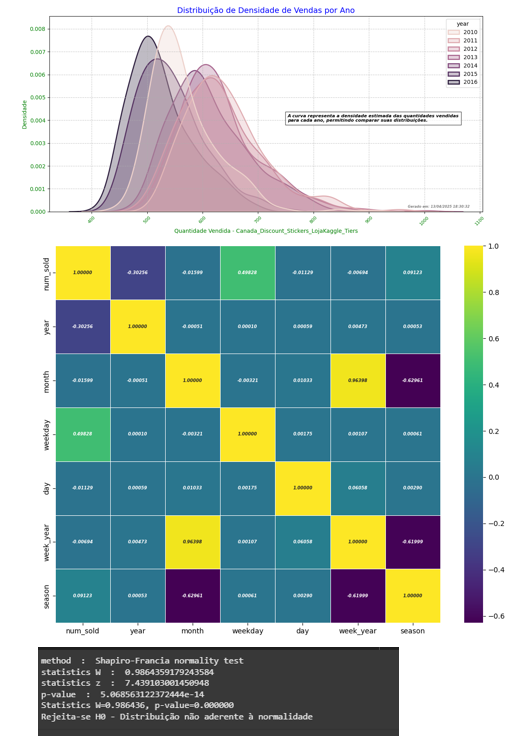 Distribuição de Densidade de Vendas por Ano
year
2010
2011
2012
2013
2014
2015
2016
0.008
0.007
0.006
0.005
0.004
0.003
0.002
0.001
0.000
Densidade
A curva representa a densidade estimada das quantidades vendidas
para cada ano, permitindo comparar suas distribuições.
400
500
600
700
800
900
1000
1100
Quantidade Vendida - Canada_Discount_Stickers_LojaKaggle_Tiers
num_sold 1.00000 -0.30256 -0.01599 0.49828 -0.01129 -0.00694 0.09123
year -0.30256 1.00000 -0.00051 0.00010 0.00059 0.00473 0.00053
month -0.01599 -0.00051 1.00000 -0.00321 0.01033 0.96398 -0.62961
weekday 0.49828 0.00010 -0.00321 1.00000 0.00175 0.00107 0.00061
day -0.01129 0.00059 0.01033 0.00175 1.00000 0.06058 0.00290
week_year -0.00694 0.00473 0.96398 0.00107 0.06058 1.00000 -0.61999
season 0.09123 0.00053 -0.62961 0.00061 0.00290 -0.61999 1.00000
num_sold year month weekday day week_year season
1.0
0.8
0.6
0.4
0.2
0.0
−0.2
−0.4
−0.6
method : Shapiro-Francia normality test
statistics W : 0.9864359179243584
statistics z : 7.439103001450948
p-value : 5.068563122372444e-14
Statistics W=0.986436, p-value=0.000000
Rejeita-se H0 - Distribuição não aderente à normalidade